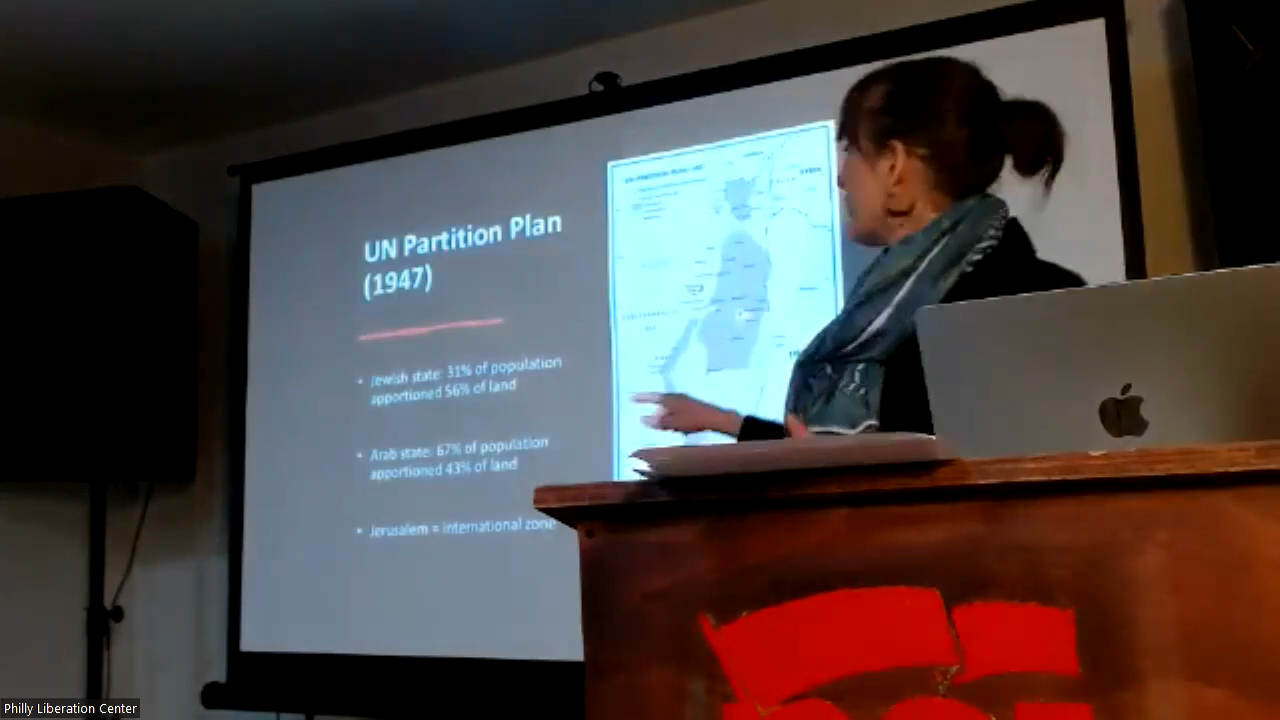 UN Partition Plan
(1947)
• Jewish state: 31% of population
apportioned 56% of land
• Arab state: 67% of population
apportioned 43% of land
• Jerusalem = international zone
Philly Liberation Center